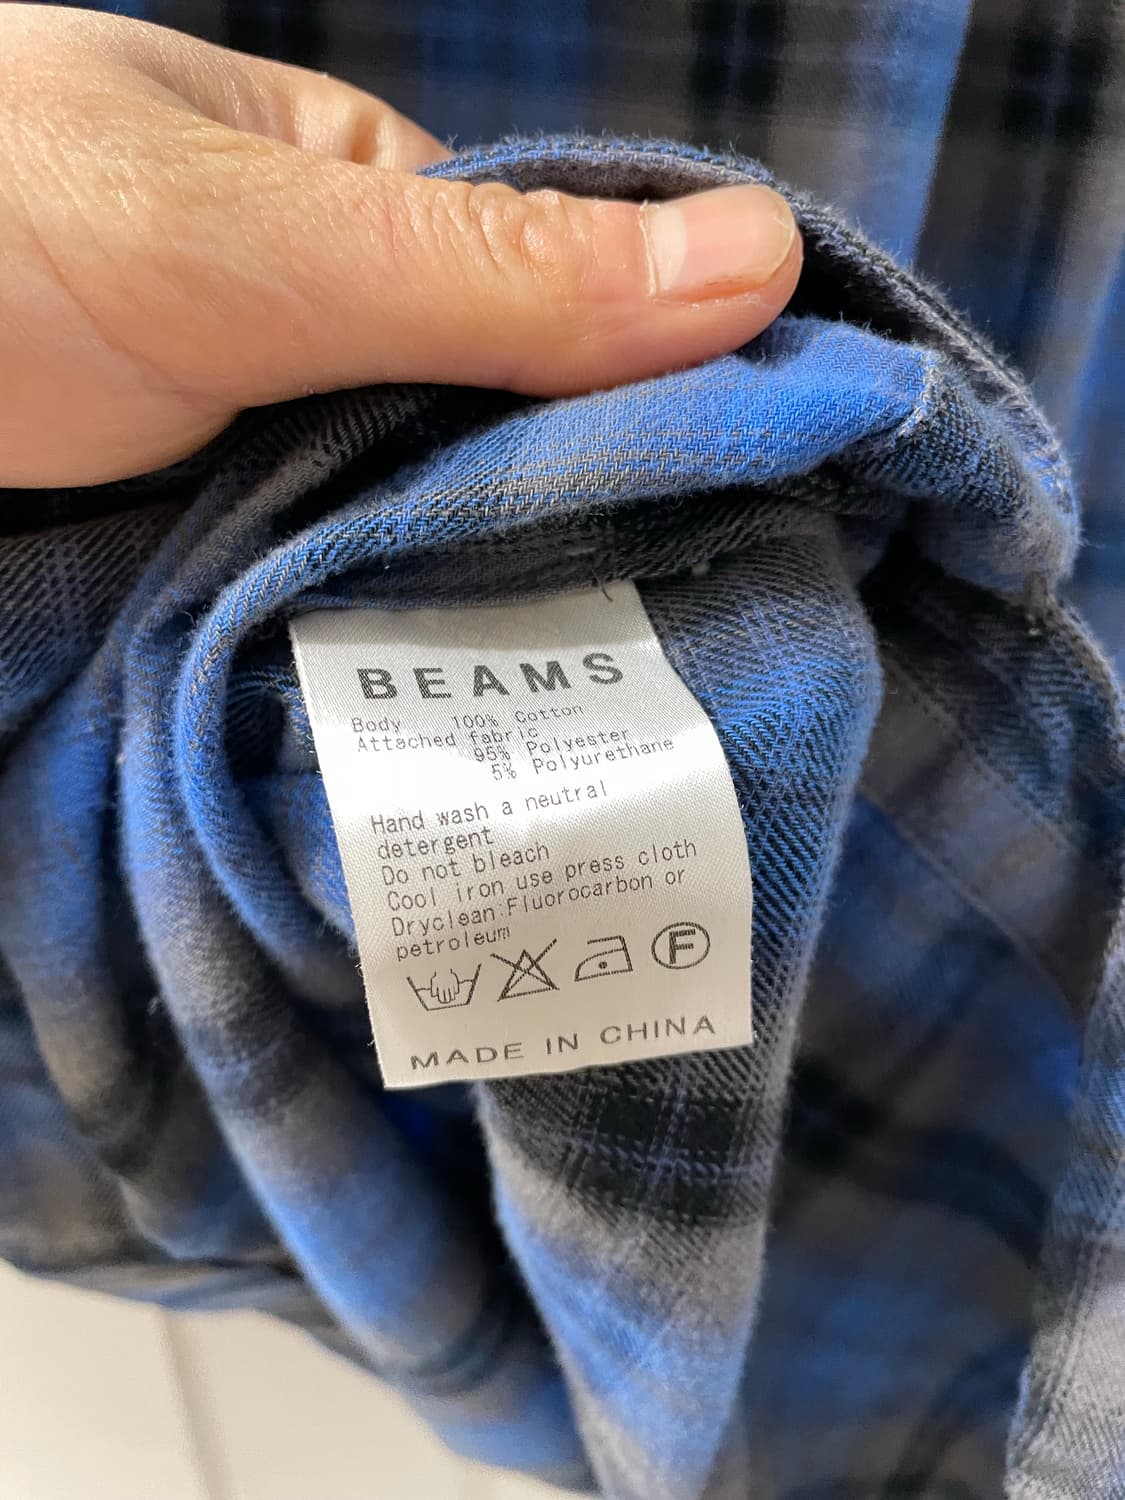 BEAMS
Body 100% Cotton
Attached fabric
95% Polyester
5% Polyurethane
Hand wash a neutral
detergent
Do not bleach
Cool iron use press cloth
Dryclean:Fluorocarbon or
petroleum
F
MADE IN CHINA